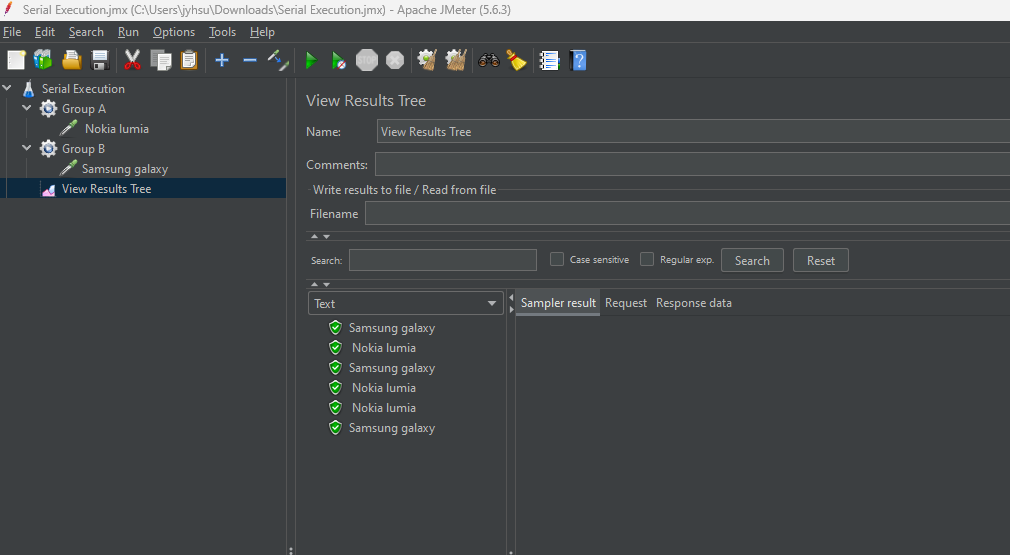 Serial Execution.jmx (C:\Users\jyhsu\Downloads\Serial Execution.jmx) - Apache JMeter (5.6.3)
File Edit Search Run Options Tools Help
STOP
Serial Execution
Group A
Nokia lumia
Group B
Samsung galaxy
View Results Tree
View Results Tree
Name: View Results Tree
Comments:
Write results to file / Read from file
Filename
Search: Case sensitive Regular exp. Search Reset
Text
Sampler result Request Response data
Samsung galaxy
Nokia lumia
Samsung galaxy
Nokia lumia
Nokia lumia
Samsung galaxy